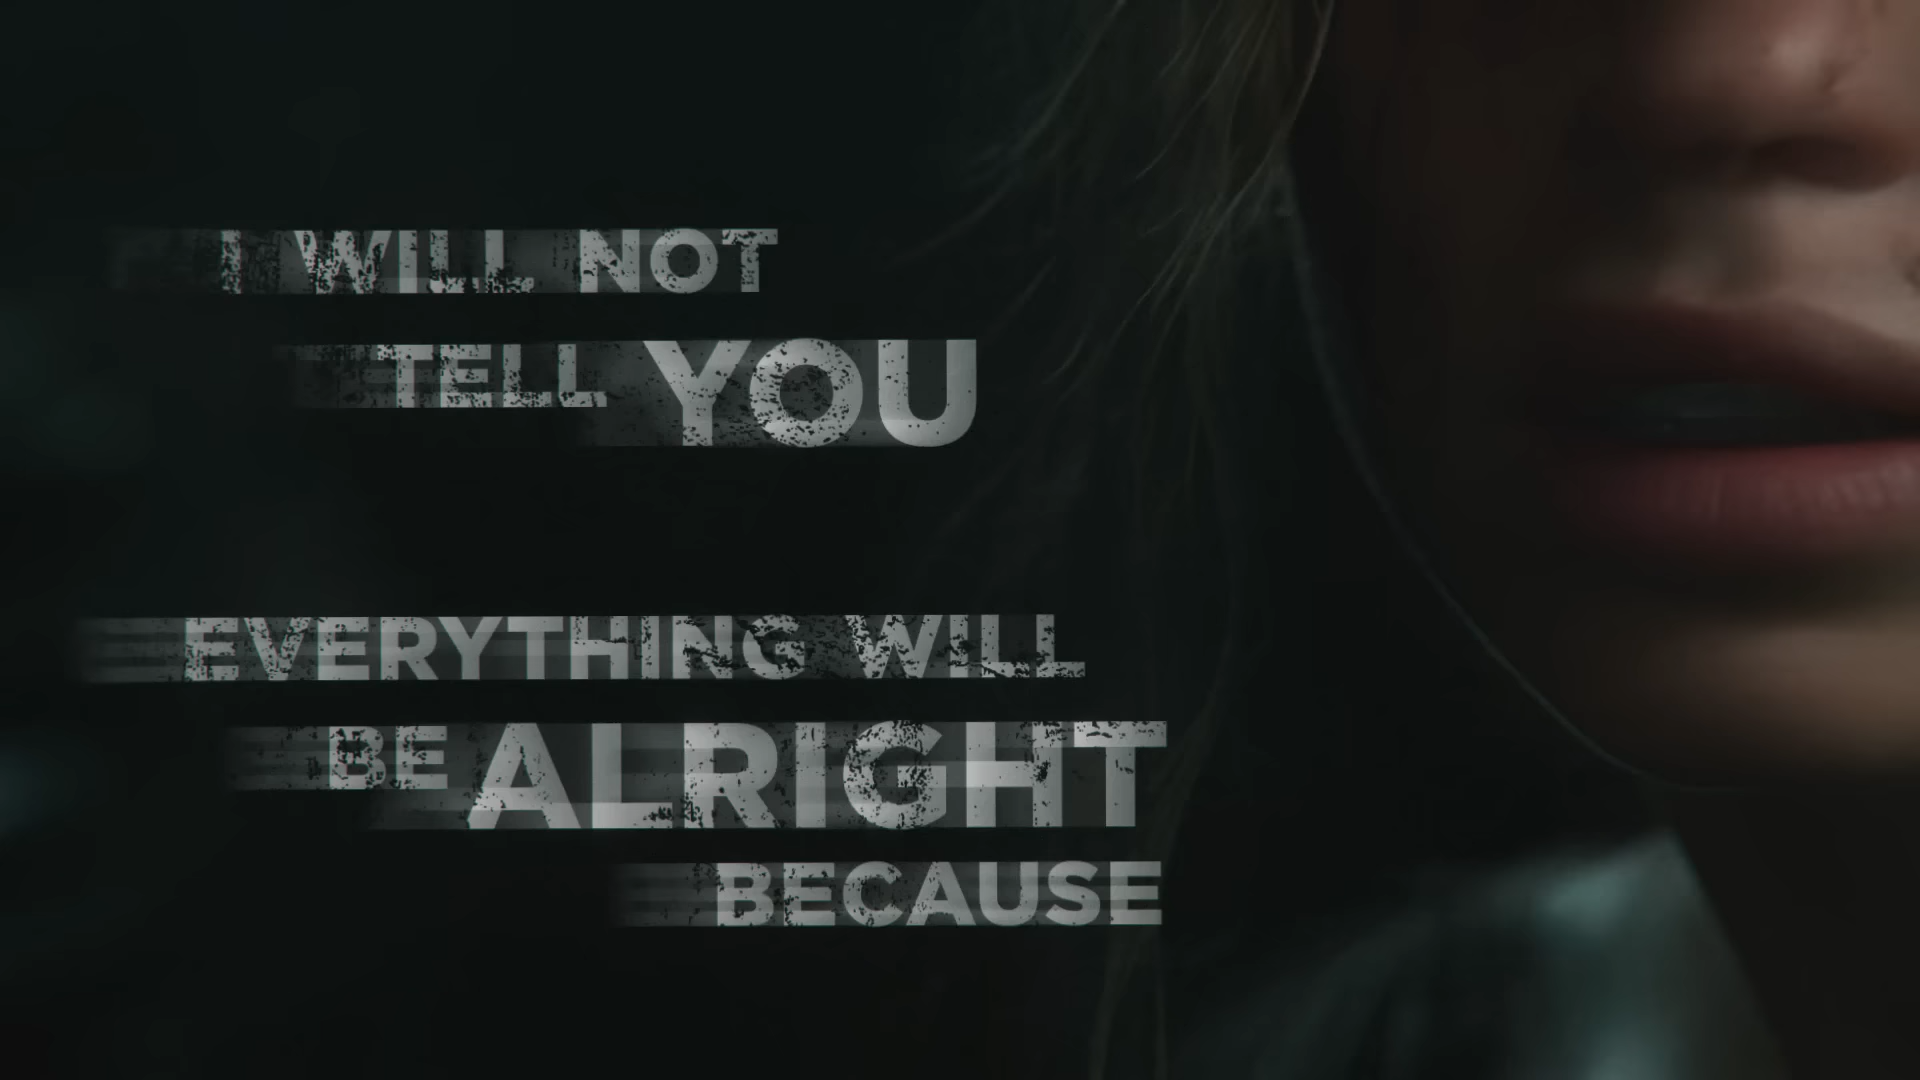 I WILL NOT
TELL YOU
EVERYTHING WILL
BE ALRIGHT
BECAUSE